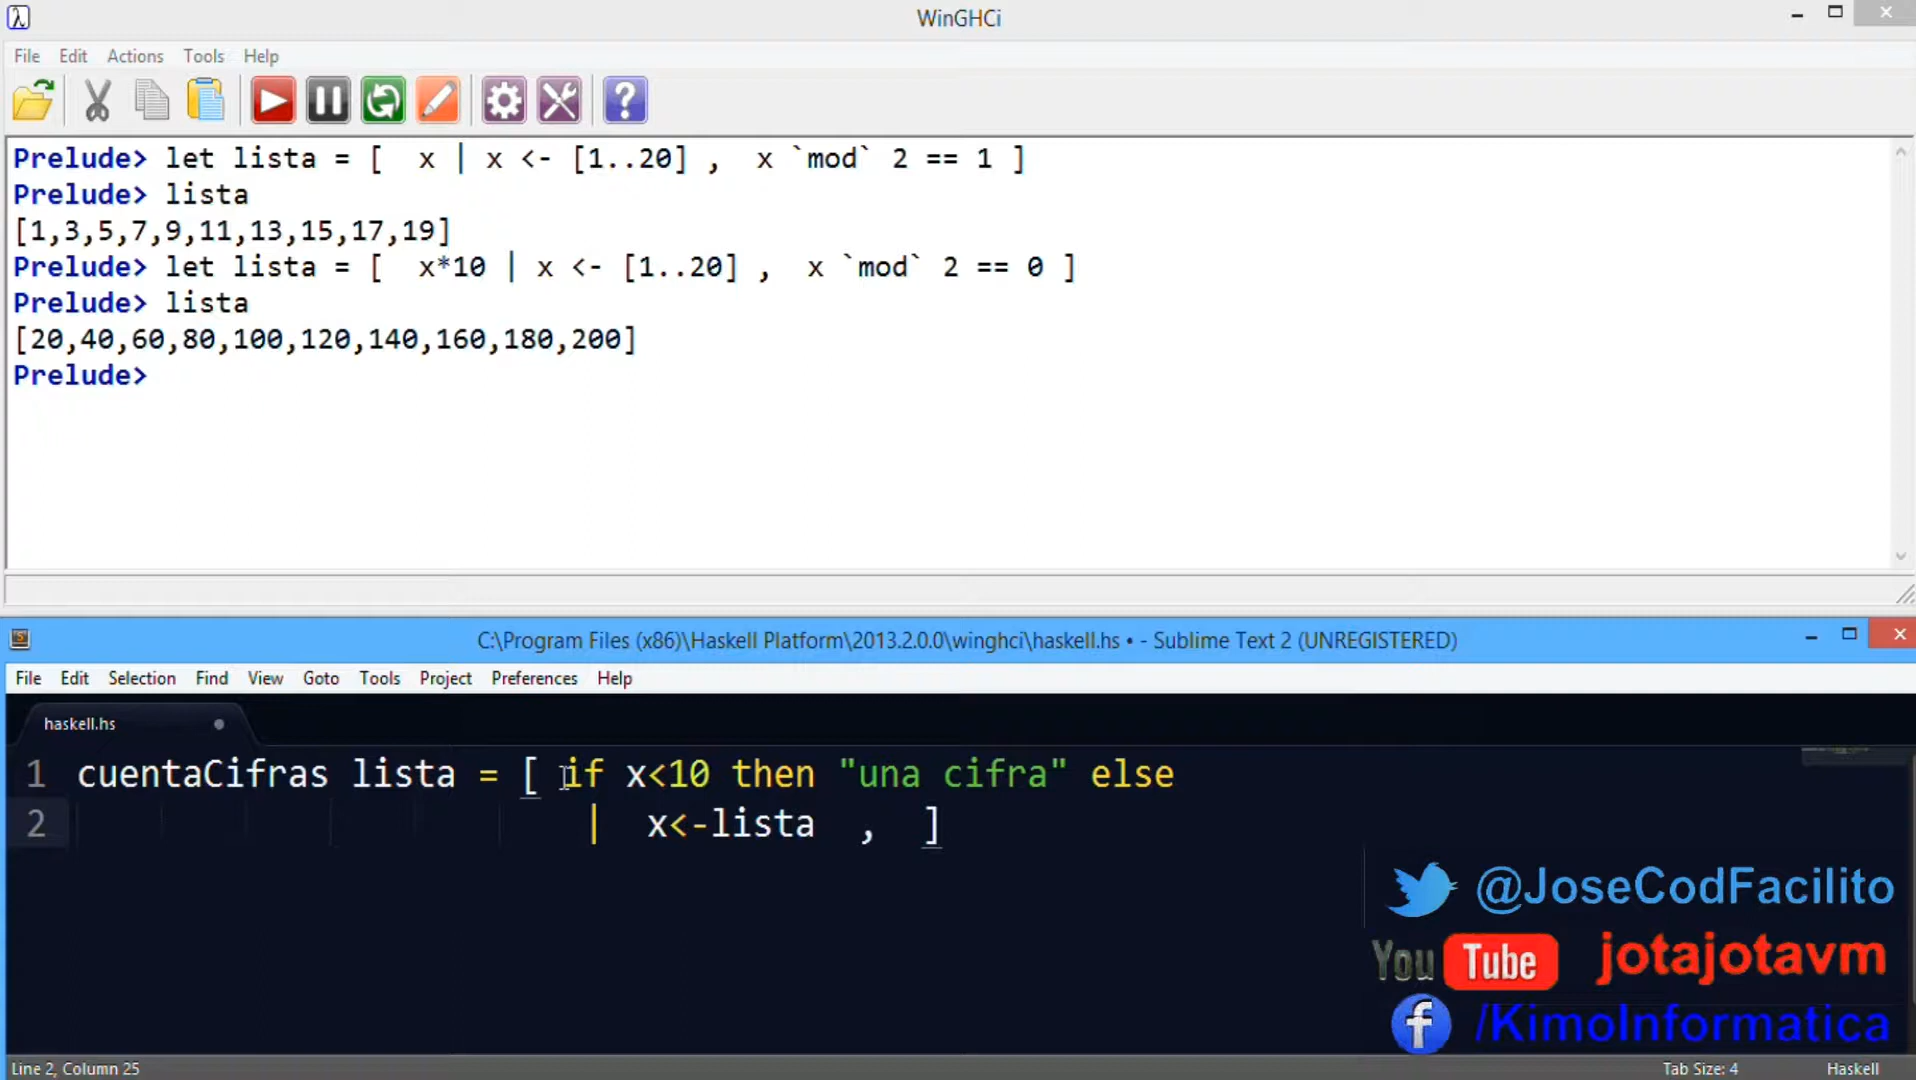 WinGHCi
File Edit Actions Tools Help
Prelude> let lista = [ x | x <- [1..20] , x `mod` 2 == 1 ]
Prelude> lista
[1,3,5,7,9,11,13,15,17,19]
Prelude> let lista = [ x*10 | x <- [1..20] , x `mod` 2 == 0 ]
Prelude> lista
[20,40,60,80,100,120,140,160,180,200]
Prelude>
C:\Program Files (x86)\Haskell Platform\2013.2.0.0\winghci\haskell.hs • - Sublime Text 2 (UNREGISTERED)
File Edit Selection Find View Goto Tools Project Preferences Help
haskell.hs
1 cuentaCifras lista = [ if x<10 then "una cifra" else
2 | x<-lista , ]
@JoseCodFacilito
You Tube jotajotavm
f /KimoInformatica
Line 2, Column 25 Tab Size: 4 Haskell